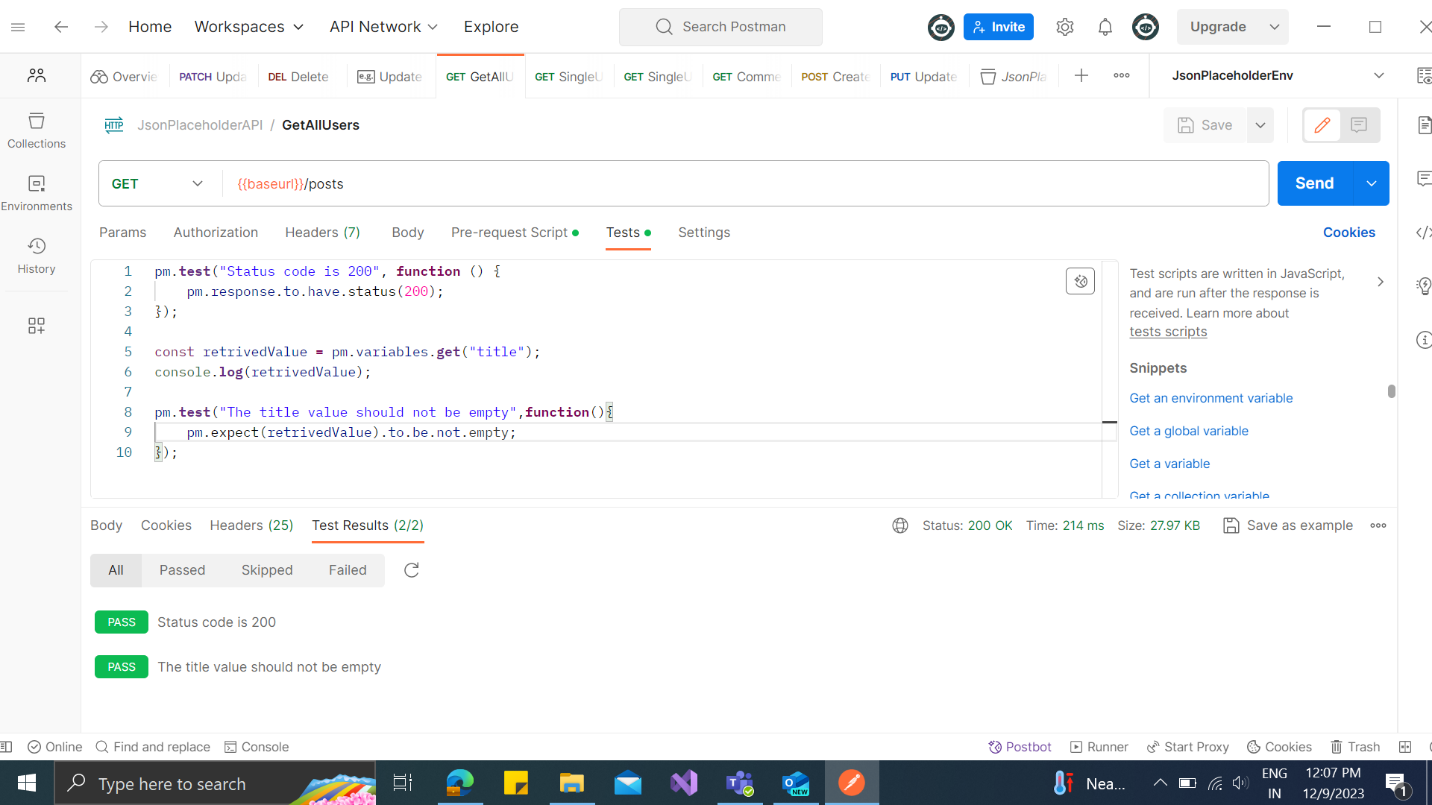 Home Workspaces API Network Explore Search Postman Invite Upgrade
Overvie PATCH Upda DEL Delete e.g. Update GET GetAllU GET SingleU GET SingleU GET Comme POST Create PUT Update JsonPla JsonPlaceholderEnv
HTTP JsonPlaceholderAPI / GetAllUsers Save
Collections
GET {{baseurl}}/posts Send
Environments
Params Authorization Headers (7) Body Pre-request Script Tests Settings Cookies
History
1 pm.test("Status code is 200", function () {
2 pm.response.to.have.status(200);
3 });
4
5 const retrivedValue = pm.variables.get("title");
6 console.log(retrivedValue);
7
8 pm.test("The title value should not be empty",function(){
9 pm.expect(retrivedValue).to.be.not.empty;
10 });
Test scripts are written in JavaScript,
and are run after the response is
received. Learn more about
tests scripts
Snippets
Get an environment variable
Get a global variable
Get a variable
Get a collection variable
Body Cookies Headers (25) Test Results (2/2) Status: 200 OK Time: 214 ms Size: 27.97 KB Save as example
All Passed Skipped Failed
PASS Status code is 200
PASS The title value should not be empty
Online Find and replace Console Postbot Runner Start Proxy Cookies Trash
Type here to search NEW Nea... ENG 12:07 PM
IN 12/9/2023 1